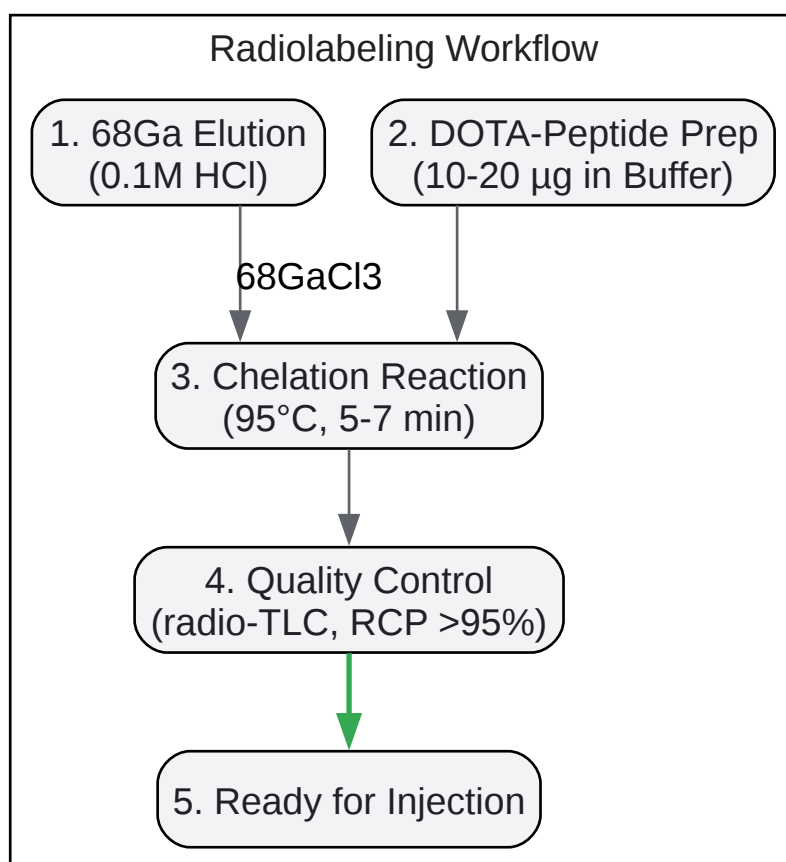 Radiolabeling Workflow
1. 68Ga Elution
(0.1M HCl)
2. DOTA-Peptide Prep
(10-20 µg in Buffer)
68GaCl3
3. Chelation Reaction
(95°C, 5-7 min)
4. Quality Control
(radio-TLC, RCP >95%)
5. Ready for Injection